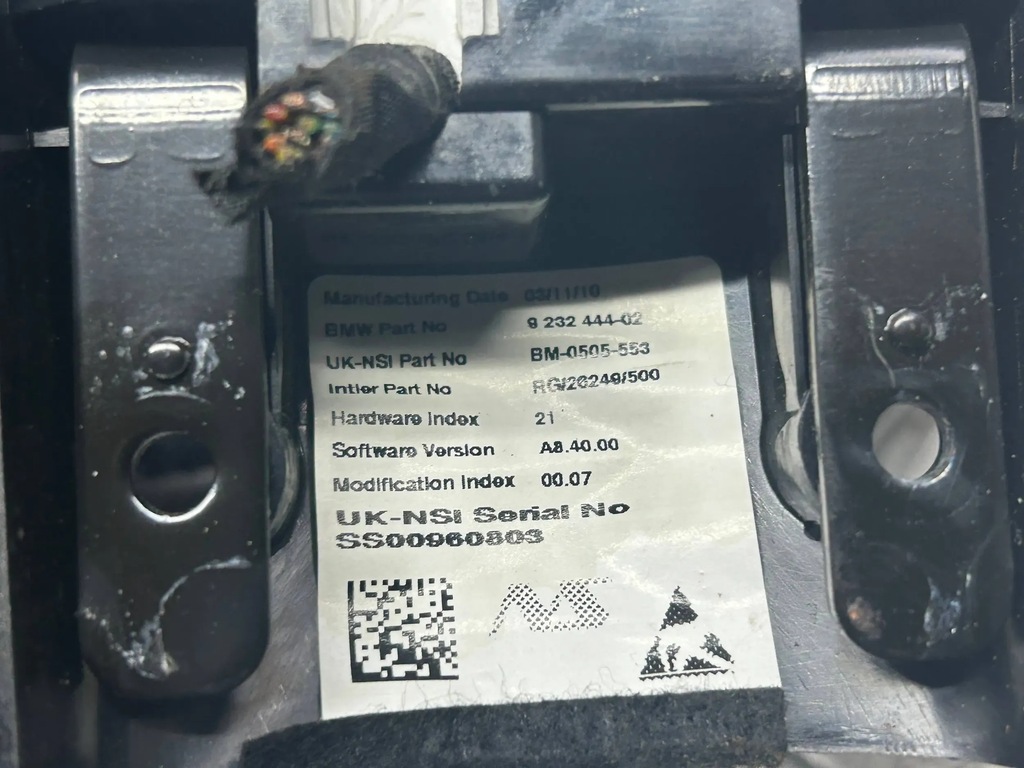 Manufacturing Date 03/11/10
BMW Part No 9 232 444-02
UK-NSI Part No BM-0505-553
Intier Part No RG/20249/500
Hardware Index 21
Software Version A8.40.00
Modification Index 00.07
UK-NSI Serial No
SS00960803